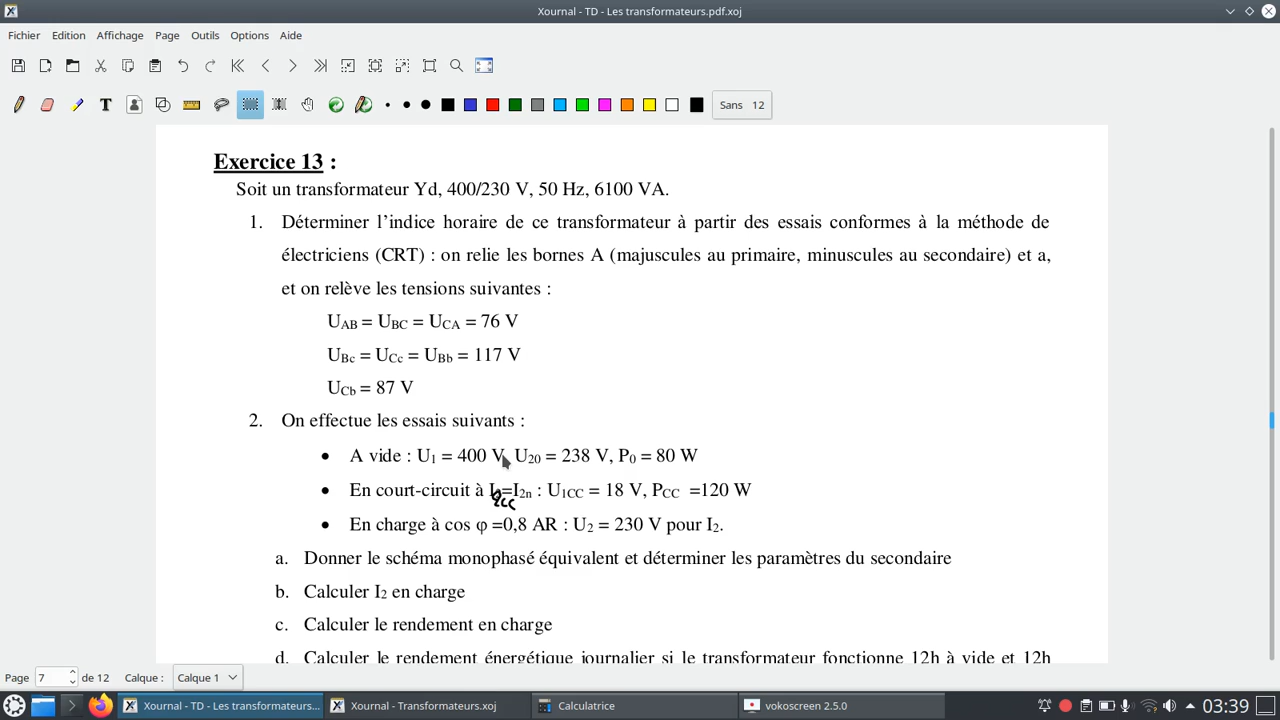 Xournal - TD - Les transformateurs.pdf.xoj
Fichier Edition Affichage Page Outils Options Aide
T Sans 12
Exercice 13 :
Soit un transformateur Yd, 400/230 V, 50 Hz, 6100 VA.
1. Déterminer l'indice horaire de ce transformateur à partir des essais conformes à la méthode de
électriciens (CRT) : on relie les bornes A (majuscules au primaire, minuscules au secondaire) et a,
et on relève les tensions suivantes :
UAB = UBC = UCA = 76 V
UBc = UCc = UBb = 117 V
UCb = 87 V
2. On effectue les essais suivants :
• A vide : U1 = 400 V, U20 = 238 V, P0 = 80 W
• En court-circuit à I2cc=I2n : U1CC = 18 V, PCC =120 W
• En charge à cos φ =0,8 AR : U2 = 230 V pour I2.
a. Donner le schéma monophasé équivalent et déterminer les paramètres du secondaire
b. Calculer I2 en charge
c. Calculer le rendement en charge
d. Calculer le rendement énergétique journalier si le transformateur fonctionne 12h à vide et 12h
Page 7 de 12 Calque : Calque 1
Xournal - TD - Les transformateurs... Xournal - Transformateurs.xoj Calculatrice vokoscreen 2.5.0 03:39